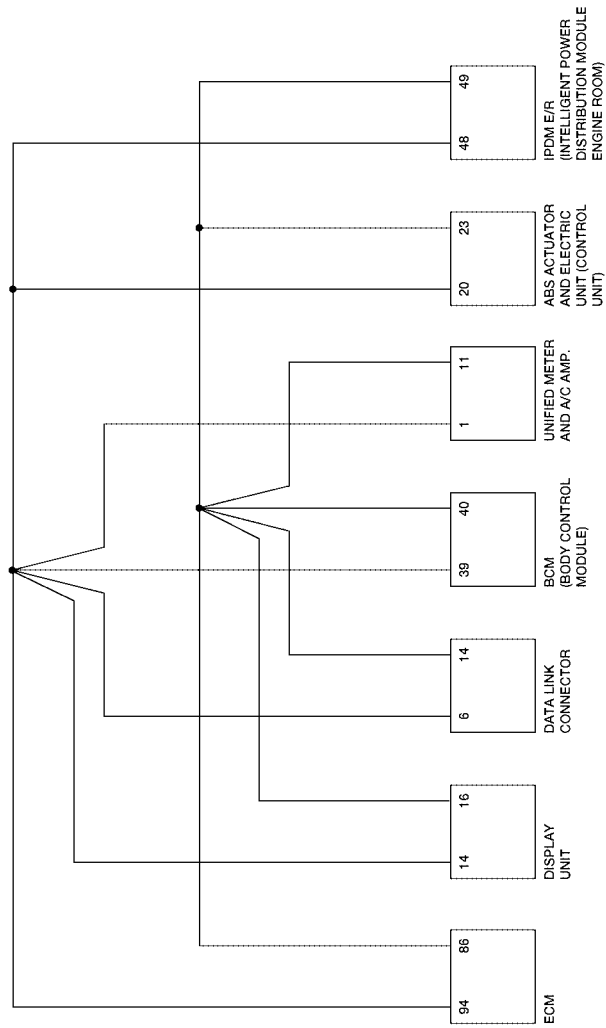 94
86
ECM
14
16
DISPLAY
UNIT
6
14
DATA LINK
CONNECTOR
39
40
BCM
(BODY CONTROL
MODULE)
1
11
UNIFIED METER
AND A/C AMP.
20
23
ABS ACTUATOR
AND ELECTRIC
UNIT (CONTROL
UNIT)
48
49
IPDM E/R
(INTELLIGENT POWER
DISTRIBUTION MODULE
ENGINE ROOM)